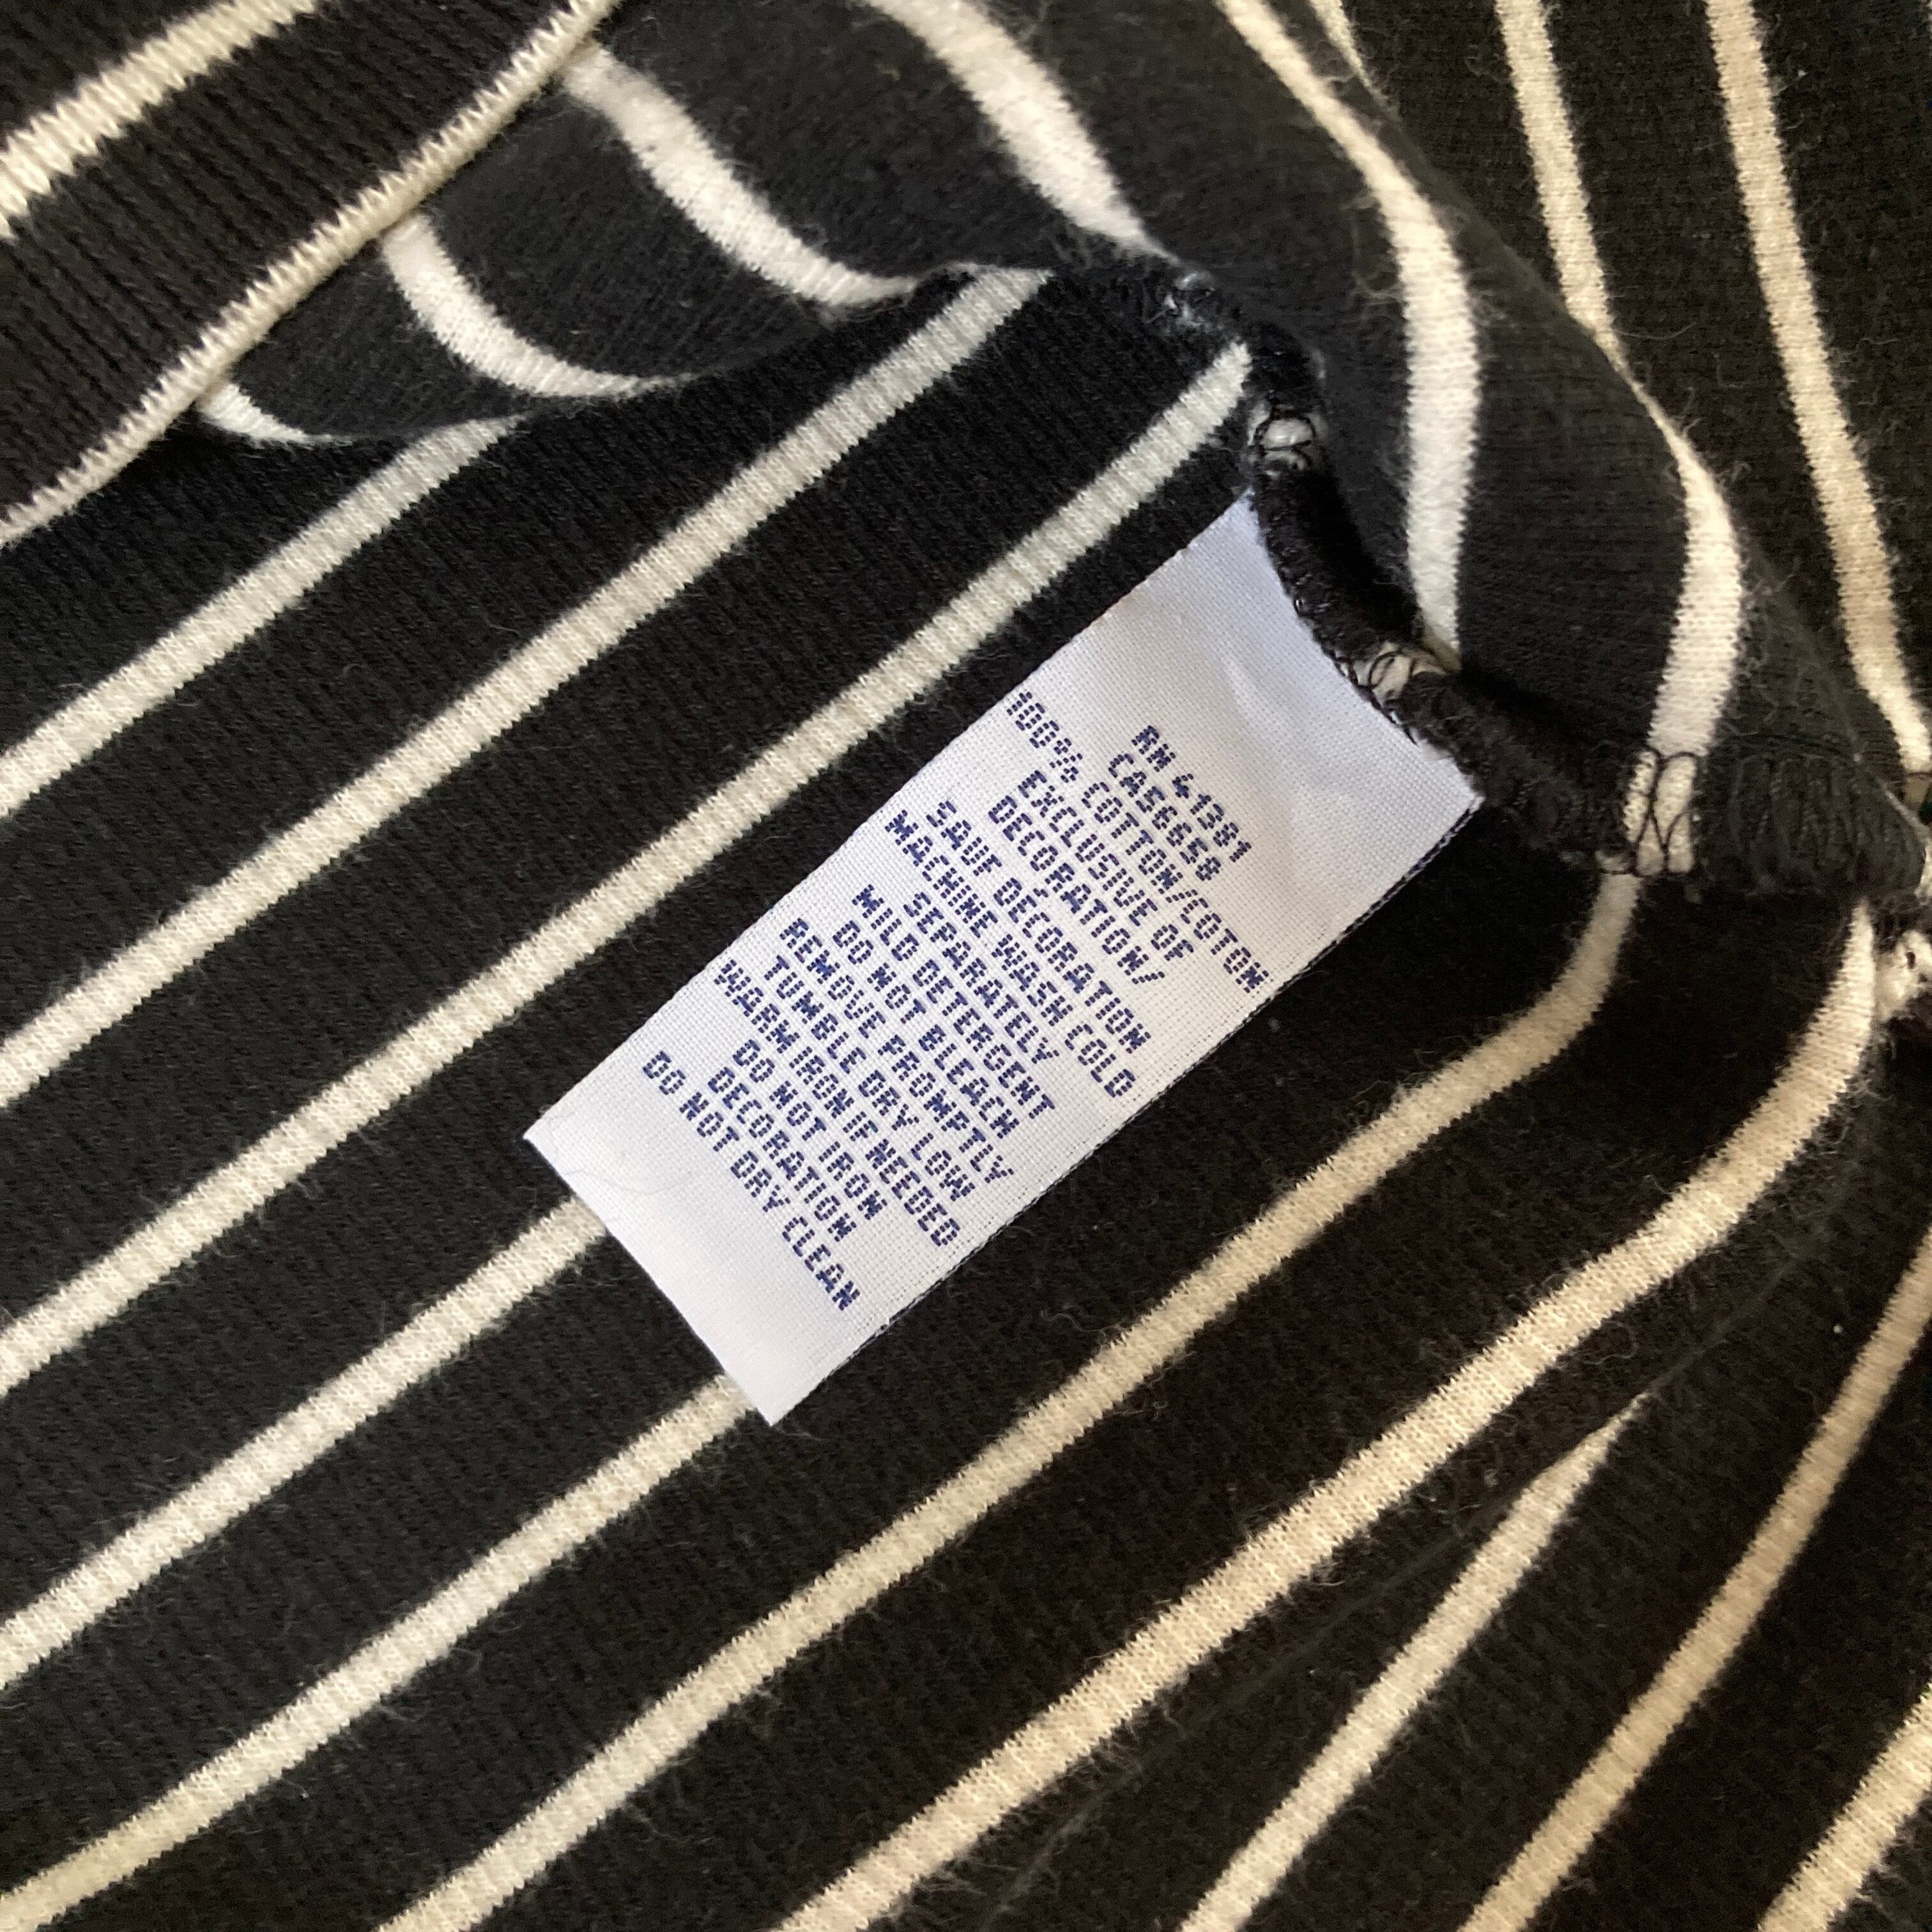 RN 41381
CA56658
100% COTTON/COTON
EXCLUSIVE OF
DECORATION/
SAUF DÉCORATION
MACHINE WASH COLD
SEPARATELY
MILD DETERGENT
DO NOT BLEACH
REMOVE PROMPTLY
TUMBLE DRY LOW
WARM IRON IF NEEDED
DO NOT IRON
DECORATION
DO NOT DRY CLEAN